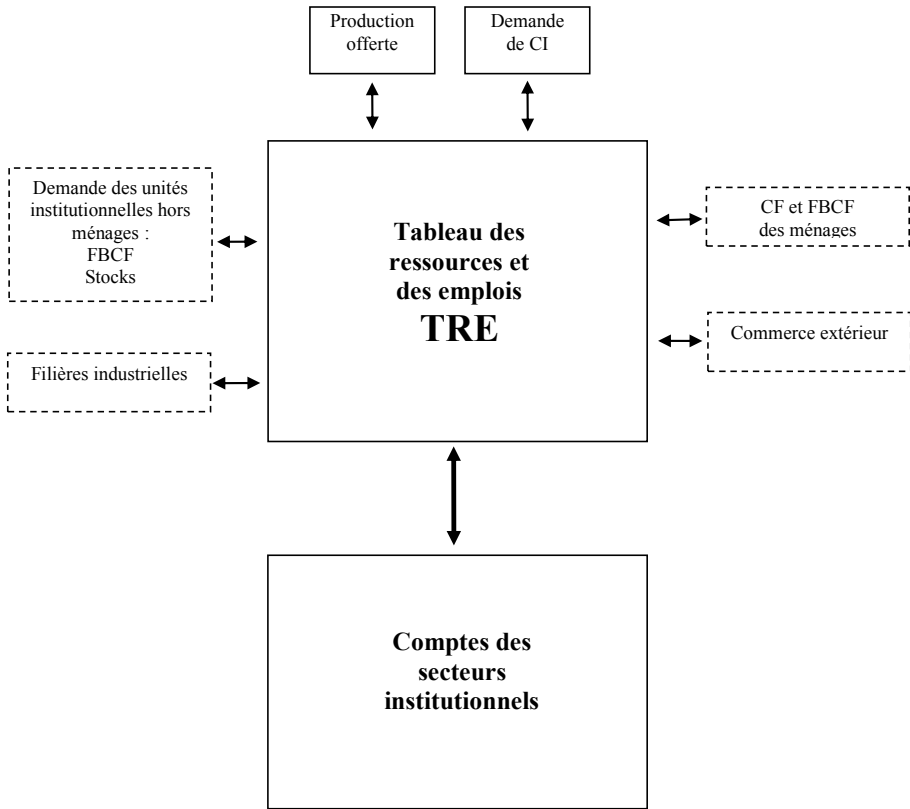 Production
offerte
Demande
de CI
Demande des unités
institutionnelles hors
ménages :
FBCF
Stocks
Tableau des
ressources et
des emplois
TRE
CF et FBCF
des ménages
Commerce extérieur
Filières industrielles
Comptes des
secteurs
institutionnels